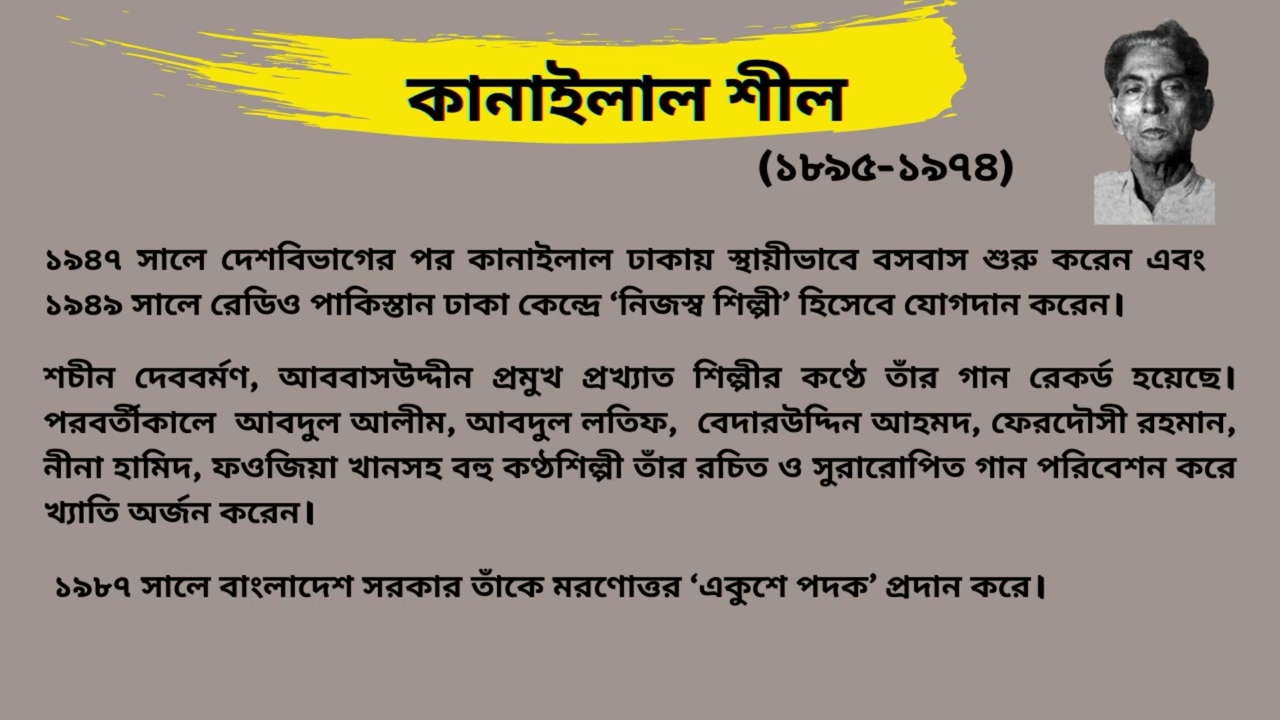 কানাইলাল শীল
(১৮৯৫-১৯৭৪)
১৯৪৭ সালে দেশবিভাগের পর কানাইলাল ঢাকায় স্থায়ীভাবে বসবাস শুরু করেন এবং
১৯৪৯ সালে রেডিও পাকিস্তান ঢাকা কেন্দ্রে ‘নিজস্ব শিল্পী’ হিসেবে যোগদান করেন।
শচীন দেববর্মণ, আববাসউদ্দীন প্রমুখ প্রখ্যাত শিল্পীর কণ্ঠে তাঁর গান রেকর্ড হয়েছে।
পরবর্তীকালে আবদুল আলীম, আবদুল লতিফ, বেদারউদ্দিন আহমদ, ফেরদৌসী রহমান,
নীনা হামিদ, ফওজিয়া খানসহ বহু কণ্ঠশিল্পী তাঁর রচিত ও সুরারোপিত গান পরিবেশন করে
খ্যাতি অর্জন করেন।
১৯৮৭ সালে বাংলাদেশ সরকার তাঁকে মরণোত্তর ‘একুশে পদক’ প্রদান করে।